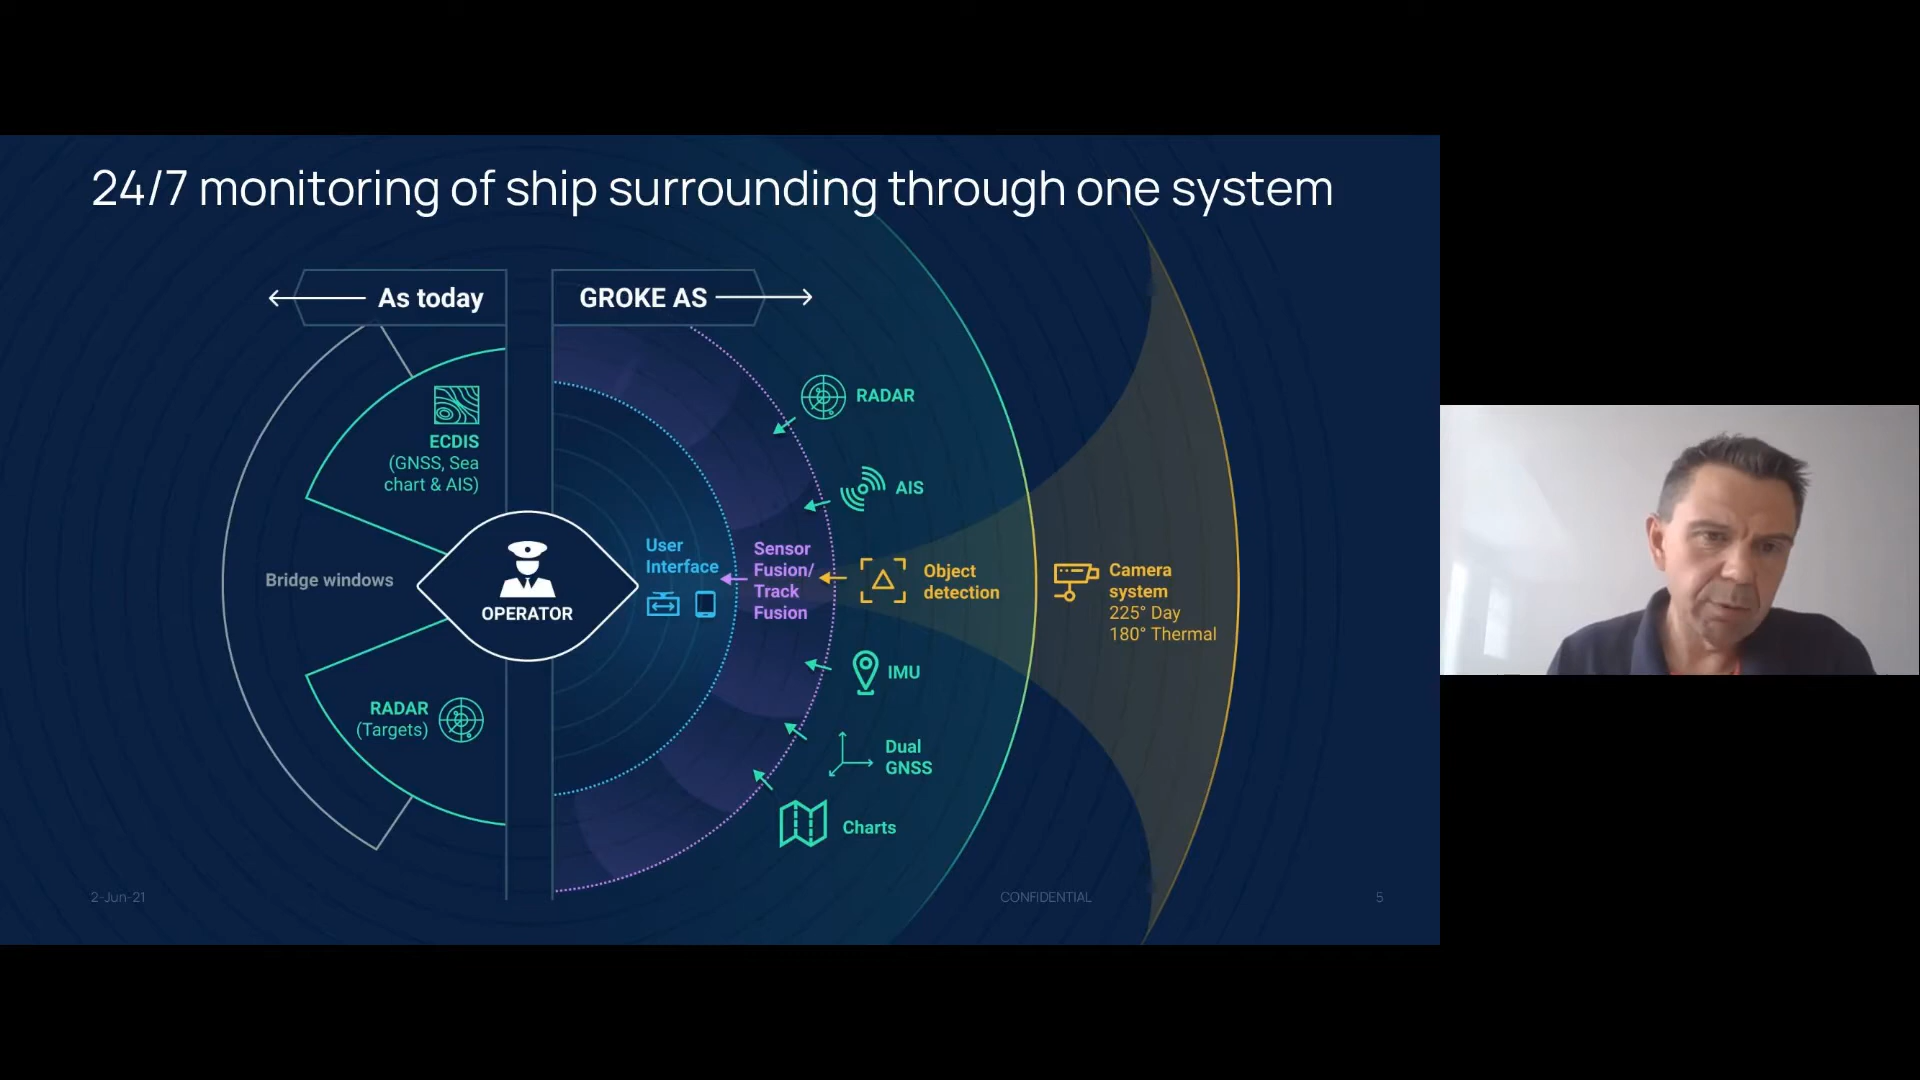 24/7 monitoring of ship surrounding through one system
As today
GROKE AS
ECDIS
(GNSS, Sea
chart & AIS)
Bridge windows
OPERATOR
RADAR
(Targets)
User
Interface
Sensor
Fusion/
Track
Fusion
RADAR
AIS
Object
detection
Camera
system
225° Day
180° Thermal
IMU
Dual
GNSS
Charts
2-Jun-21
CONFIDENTIAL
5